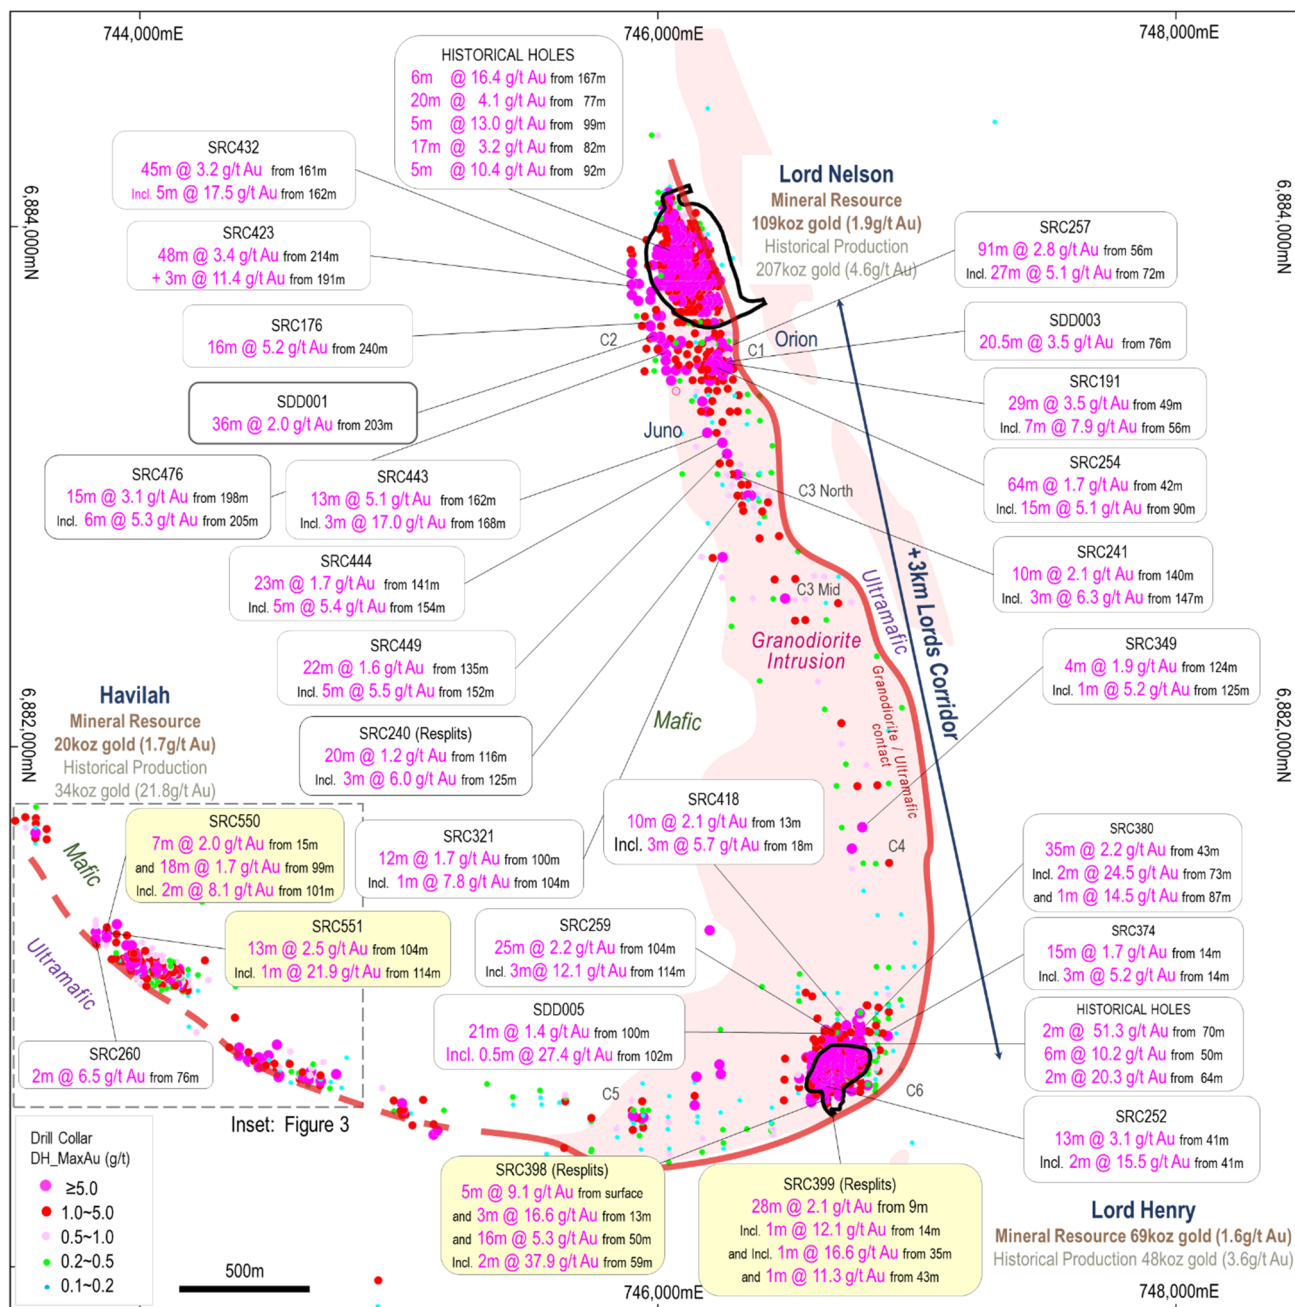 744,000mE
746,000mE
748,000mE
HISTORICAL HOLES
6m @ 16.4 g/t Au from 167m
20m @ 4.1 g/t Au from 77m
5m @ 13.0 g/t Au from 99m
17m @ 3.2 g/t Au from 82m
5m @ 10.4 g/t Au from 92m
SRC432
45m @ 3.2 g/t Au from 161m
Incl. 5m @ 17.5 g/t Au from 162m
Lord Nelson
Mineral Resource
109koz gold (1.9g/t Au)
Historical Production
207koz gold (4.6g/t Au)
6,884,000mN
6,884,000mN
SRC423
48m @ 3.4 g/t Au from 214m
+ 3m @ 11.4 g/t Au from 191m
SRC257
91m @ 2.8 g/t Au from 56m
Incl. 27m @ 5.1 g/t Au from 72m
SRC176
16m @ 5.2 g/t Au from 240m
C2
C1
Orion
SDD003
20.5m @ 3.5 g/t Au from 76m
SDD001
36m @ 2.0 g/t Au from 203m
SRC191
29m @ 3.5 g/t Au from 49m
Incl. 7m @ 7.9 g/t Au from 56m
Juno
SRC476
15m @ 3.1 g/t Au from 198m
Incl. 6m @ 5.3 g/t Au from 205m
SRC443
13m @ 5.1 g/t Au from 162m
Incl. 3m @ 17.0 g/t Au from 168m
SRC254
64m @ 1.7 g/t Au from 42m
Incl. 15m @ 5.1 g/t Au from 90m
C3 North
SRC444
23m @ 1.7 g/t Au from 141m
Incl. 5m @ 5.4 g/t Au from 154m
SRC241
10m @ 2.1 g/t Au from 140m
Incl. 3m @ 6.3 g/t Au from 147m
C3 Mid
Ultramafic
+3km Lords Corridor
Granodiorite
Intrusion
SRC449
22m @ 1.6 g/t Au from 135m
Incl. 5m @ 5.5 g/t Au from 152m
SRC349
4m @ 1.9 g/t Au from 124m
Incl. 1m @ 5.2 g/t Au from 125m
Granodiorite / Ultramafic
contact
Mafic
6,882,000mN
6,882,000mN
Havilah
Mineral Resource
20koz gold (1.7g/t Au)
Historical Production
34koz gold (21.8g/t Au)
SRC240 (Resplits)
20m @ 1.2 g/t Au from 116m
Incl. 3m @ 6.0 g/t Au from 125m
SRC418
10m @ 2.1 g/t Au from 13m
Incl. 3m @ 5.7 g/t Au from 18m
SRC550
7m @ 2.0 g/t Au from 15m
and 18m @ 1.7 g/t Au from 99m
Incl. 2m @ 8.1 g/t Au from 101m
Mafic
SRC321
12m @ 1.7 g/t Au from 100m
Incl. 1m @ 7.8 g/t Au from 104m
C4
SRC380
35m @ 2.2 g/t Au from 43m
Incl. 2m @ 24.5 g/t Au from 73m
and 1m @ 14.5 g/t Au from 87m
SRC551
13m @ 2.5 g/t Au from 104m
Incl. 1m @ 21.9 g/t Au from 114m
Ultramafic
SRC259
25m @ 2.2 g/t Au from 104m
Incl. 3m@ 12.1 g/t Au from 114m
SRC374
15m @ 1.7 g/t Au from 14m
Incl. 3m @ 5.2 g/t Au from 14m
SDD005
21m @ 1.4 g/t Au from 100m
Incl. 0.5m @ 27.4 g/t Au from 102m
HISTORICAL HOLES
2m @ 51.3 g/t Au from 70m
6m @ 10.2 g/t Au from 50m
2m @ 20.3 g/t Au from 64m
SRC260
2m @ 6.5 g/t Au from 76m
C5
C6
Inset: Figure 3
SRC252
13m @ 3.1 g/t Au from 41m
Incl. 2m @ 15.5 g/t Au from 41m
Drill Collar
DH_MaxAu (g/t)
≥5.0
1.0~5.0
0.5~1.0
0.2~0.5
0.1~0.2
500m
SRC398 (Resplits)
5m @ 9.1 g/t Au from surface
and 3m @ 16.6 g/t Au from 13m
and 16m @ 5.3 g/t Au from 50m
Incl. 2m @ 37.9 g/t Au from 59m
SRC399 (Resplits)
28m @ 2.1 g/t Au from 9m
Incl. 1m @ 12.1 g/t Au from 14m
and Incl. 1m @ 16.6 g/t Au from 35m
and 1m @ 11.3 g/t Au from 43m
Lord Henry
Mineral Resource 69koz gold (1.6g/t Au)
Historical Production 48koz gold (3.6g/t Au)
746,000mE
748,000mE